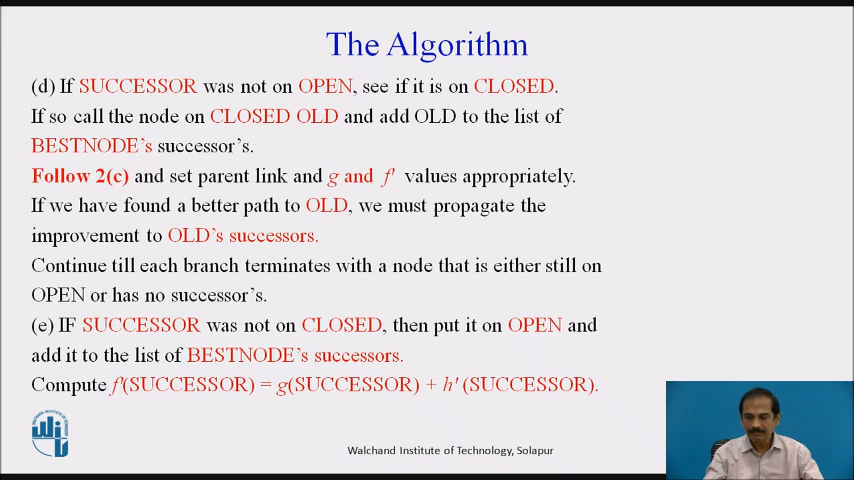 The Algorithm
(d) If SUCCESSOR was not on OPEN, see if it is on CLOSED.
If so call the node on CLOSED OLD and add OLD to the list of
BESTNODE's successor's.
Follow 2(c) and set parent link and g and f' values appropriately.
If we have found a better path to OLD, we must propagate the
improvement to OLD's successors.
Continue till each branch terminates with a node that is either still on
OPEN or has no successor's.
(e) IF SUCCESSOR was not on CLOSED, then put it on OPEN and
add it to the list of BESTNODE's successors.
Compute f'(SUCCESSOR) = g(SUCCESSOR) + h' (SUCCESSOR).
Walchand Institute of Technology, Solapur